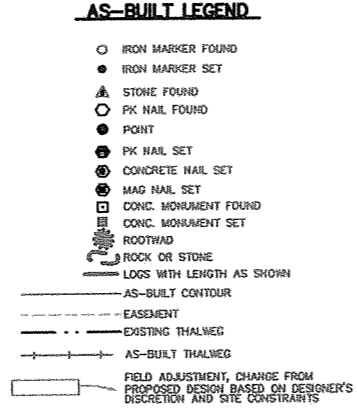 AS-BUILT LEGEND
IRON MARKER FOUND
IRON MARKER SET
STONE FOUND
PK NAIL FOUND
POINT
PK NAIL SET
CONCRETE NAIL SET
MAG NAIL SET
CONC. MONUMENT FOUND
CONC. MONUMENT SET
ROOTWAD
ROCK OR STONE
LOGS WITH LENGTH AS SHOWN
AS-BUILT CONTOUR
EASEMENT
EXISTING THALWEG
AS-BUILT THALWEG
FIELD ADJUSTMENT, CHANGE FROM
PROPOSED DESIGN BASED ON DESIGNER'S
DISCRETION AND SITE CONSTRAINTS